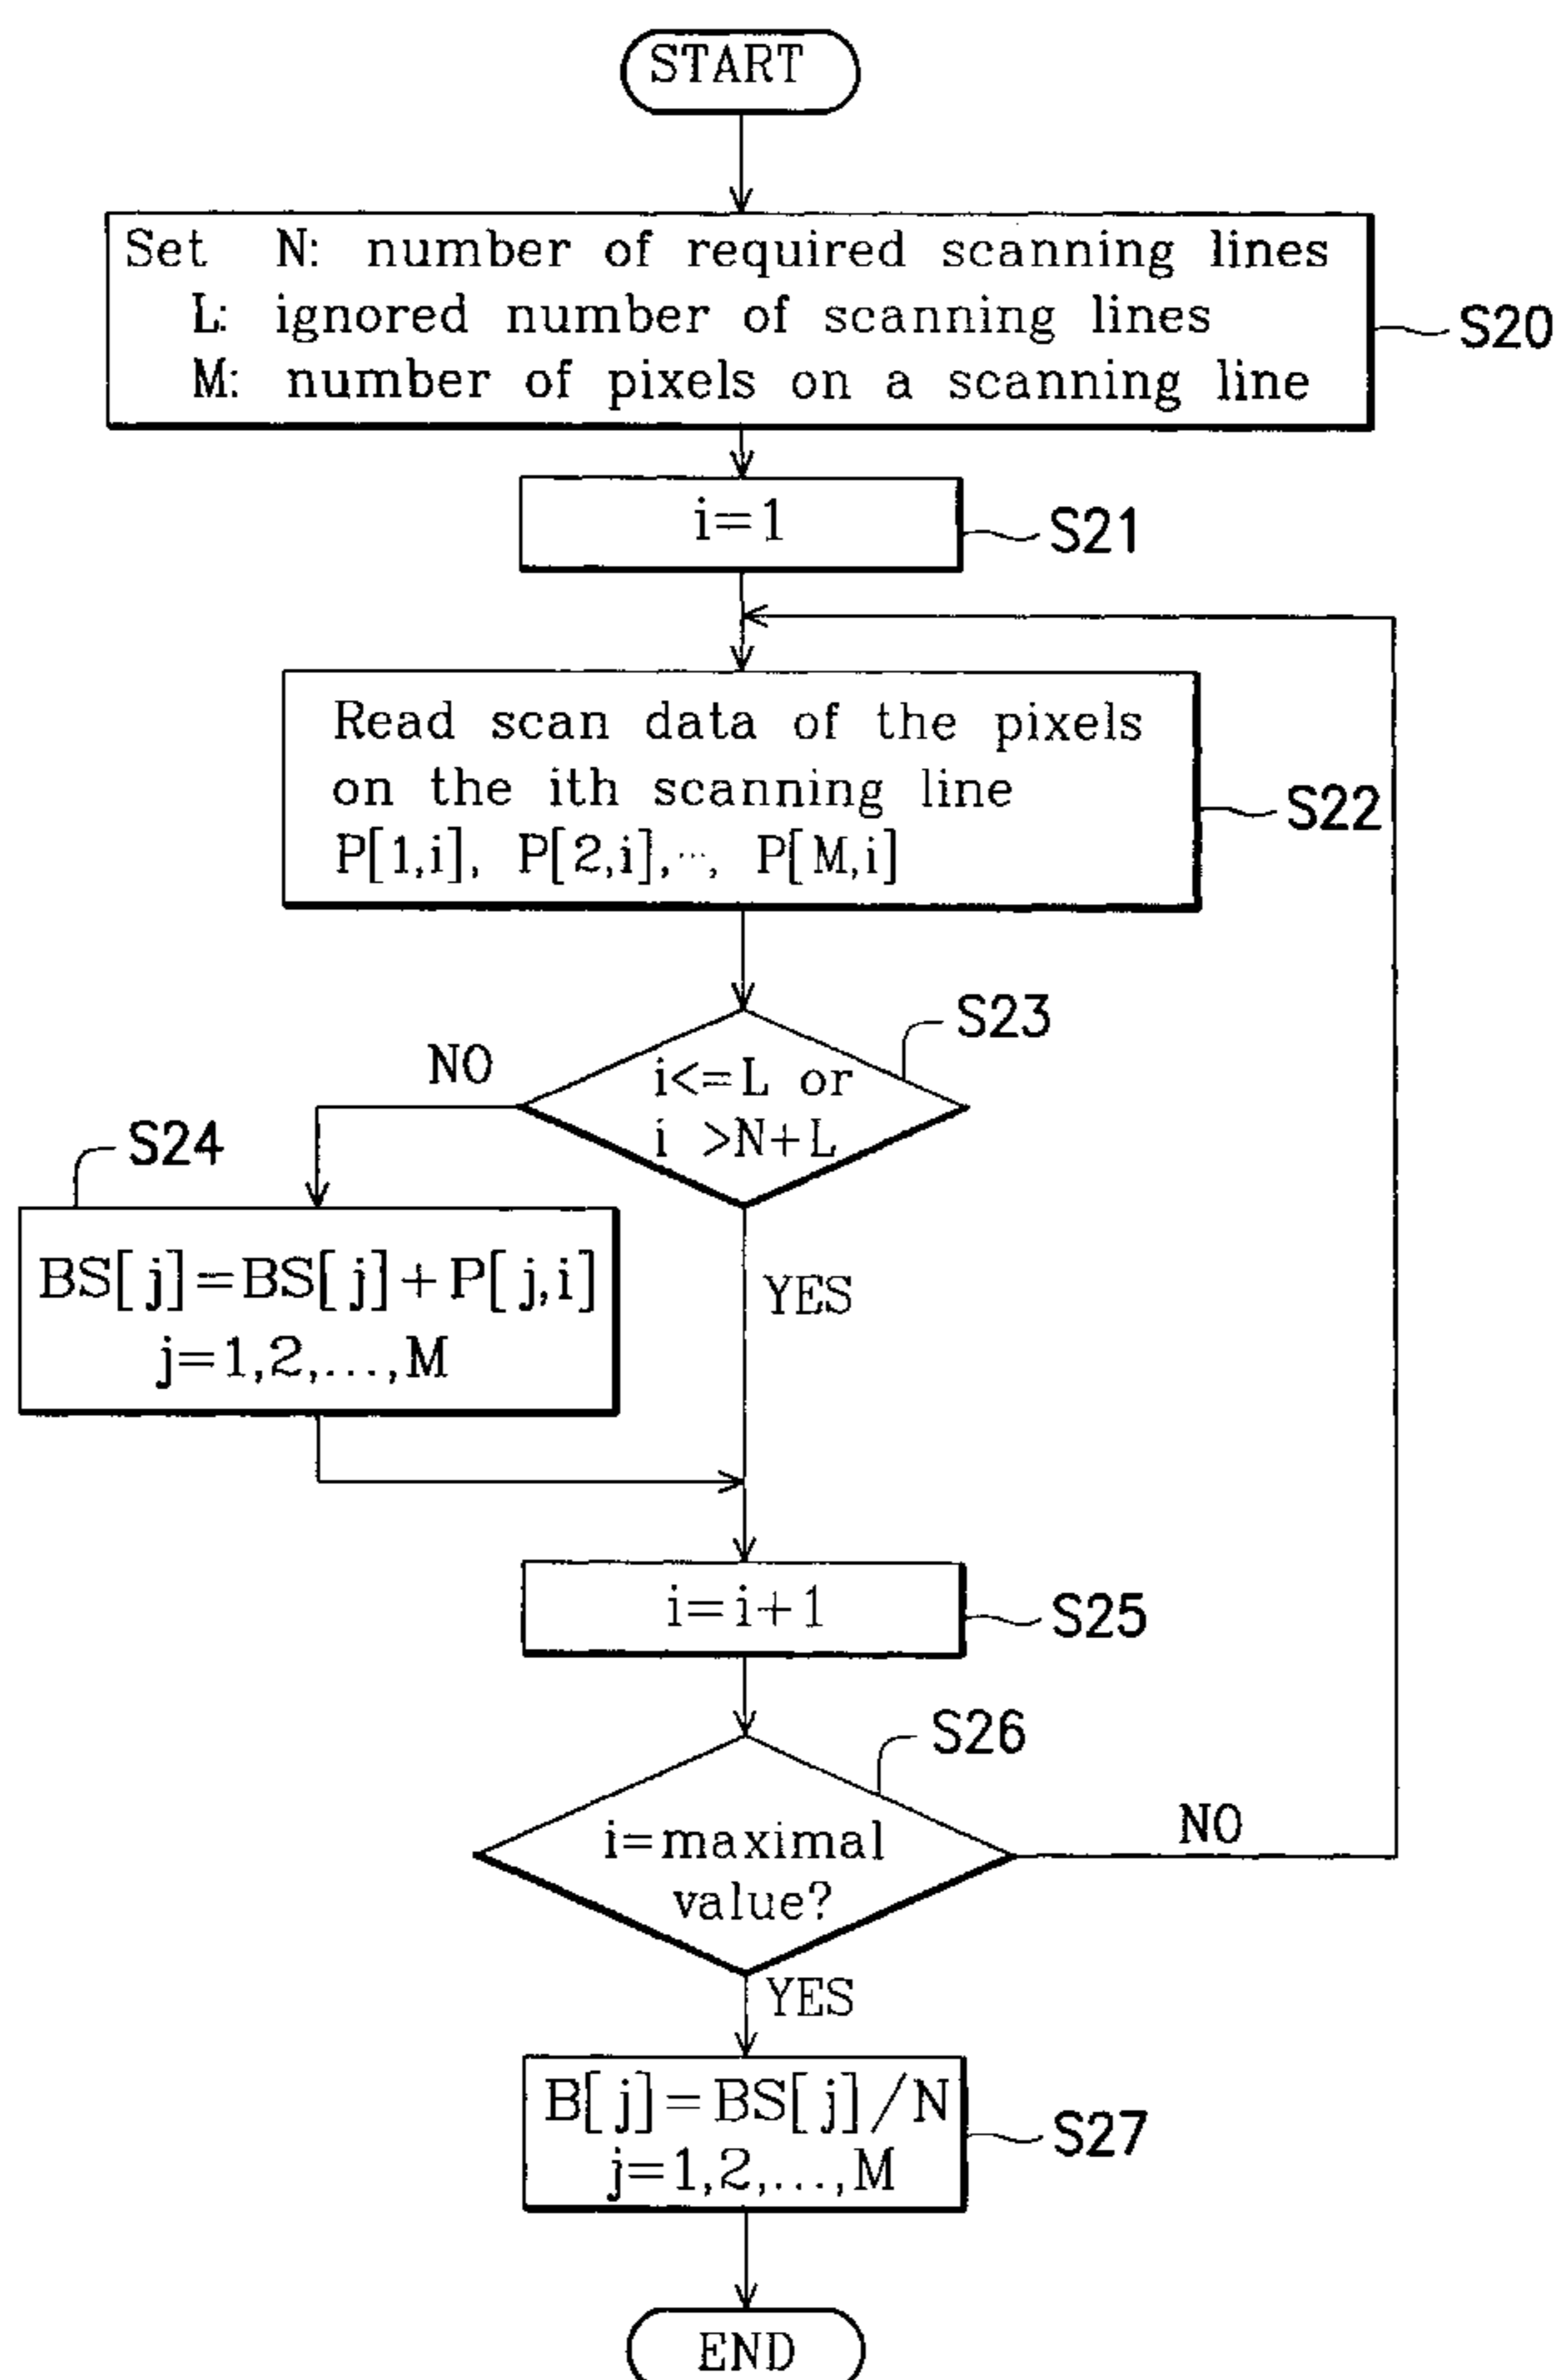 START
Set N: number of required scanning lines
L: ignored number of scanning lines
M: number of pixels on a scanning line
S20
i=1
S21
Read scan data of the pixels
on the ith scanning line
P[1,i], P[2,i],…, P[M,i]
S22
S23
NO
i<=L or
i >N+L
S24
YES
BS[j]=BS[j]+P[j,i]
j=1,2,...,M
i=i+1
S25
S26
i=maximal
value?
NO
YES
B[j]=BS[j]/N
j=1,2,...,M
S27
END